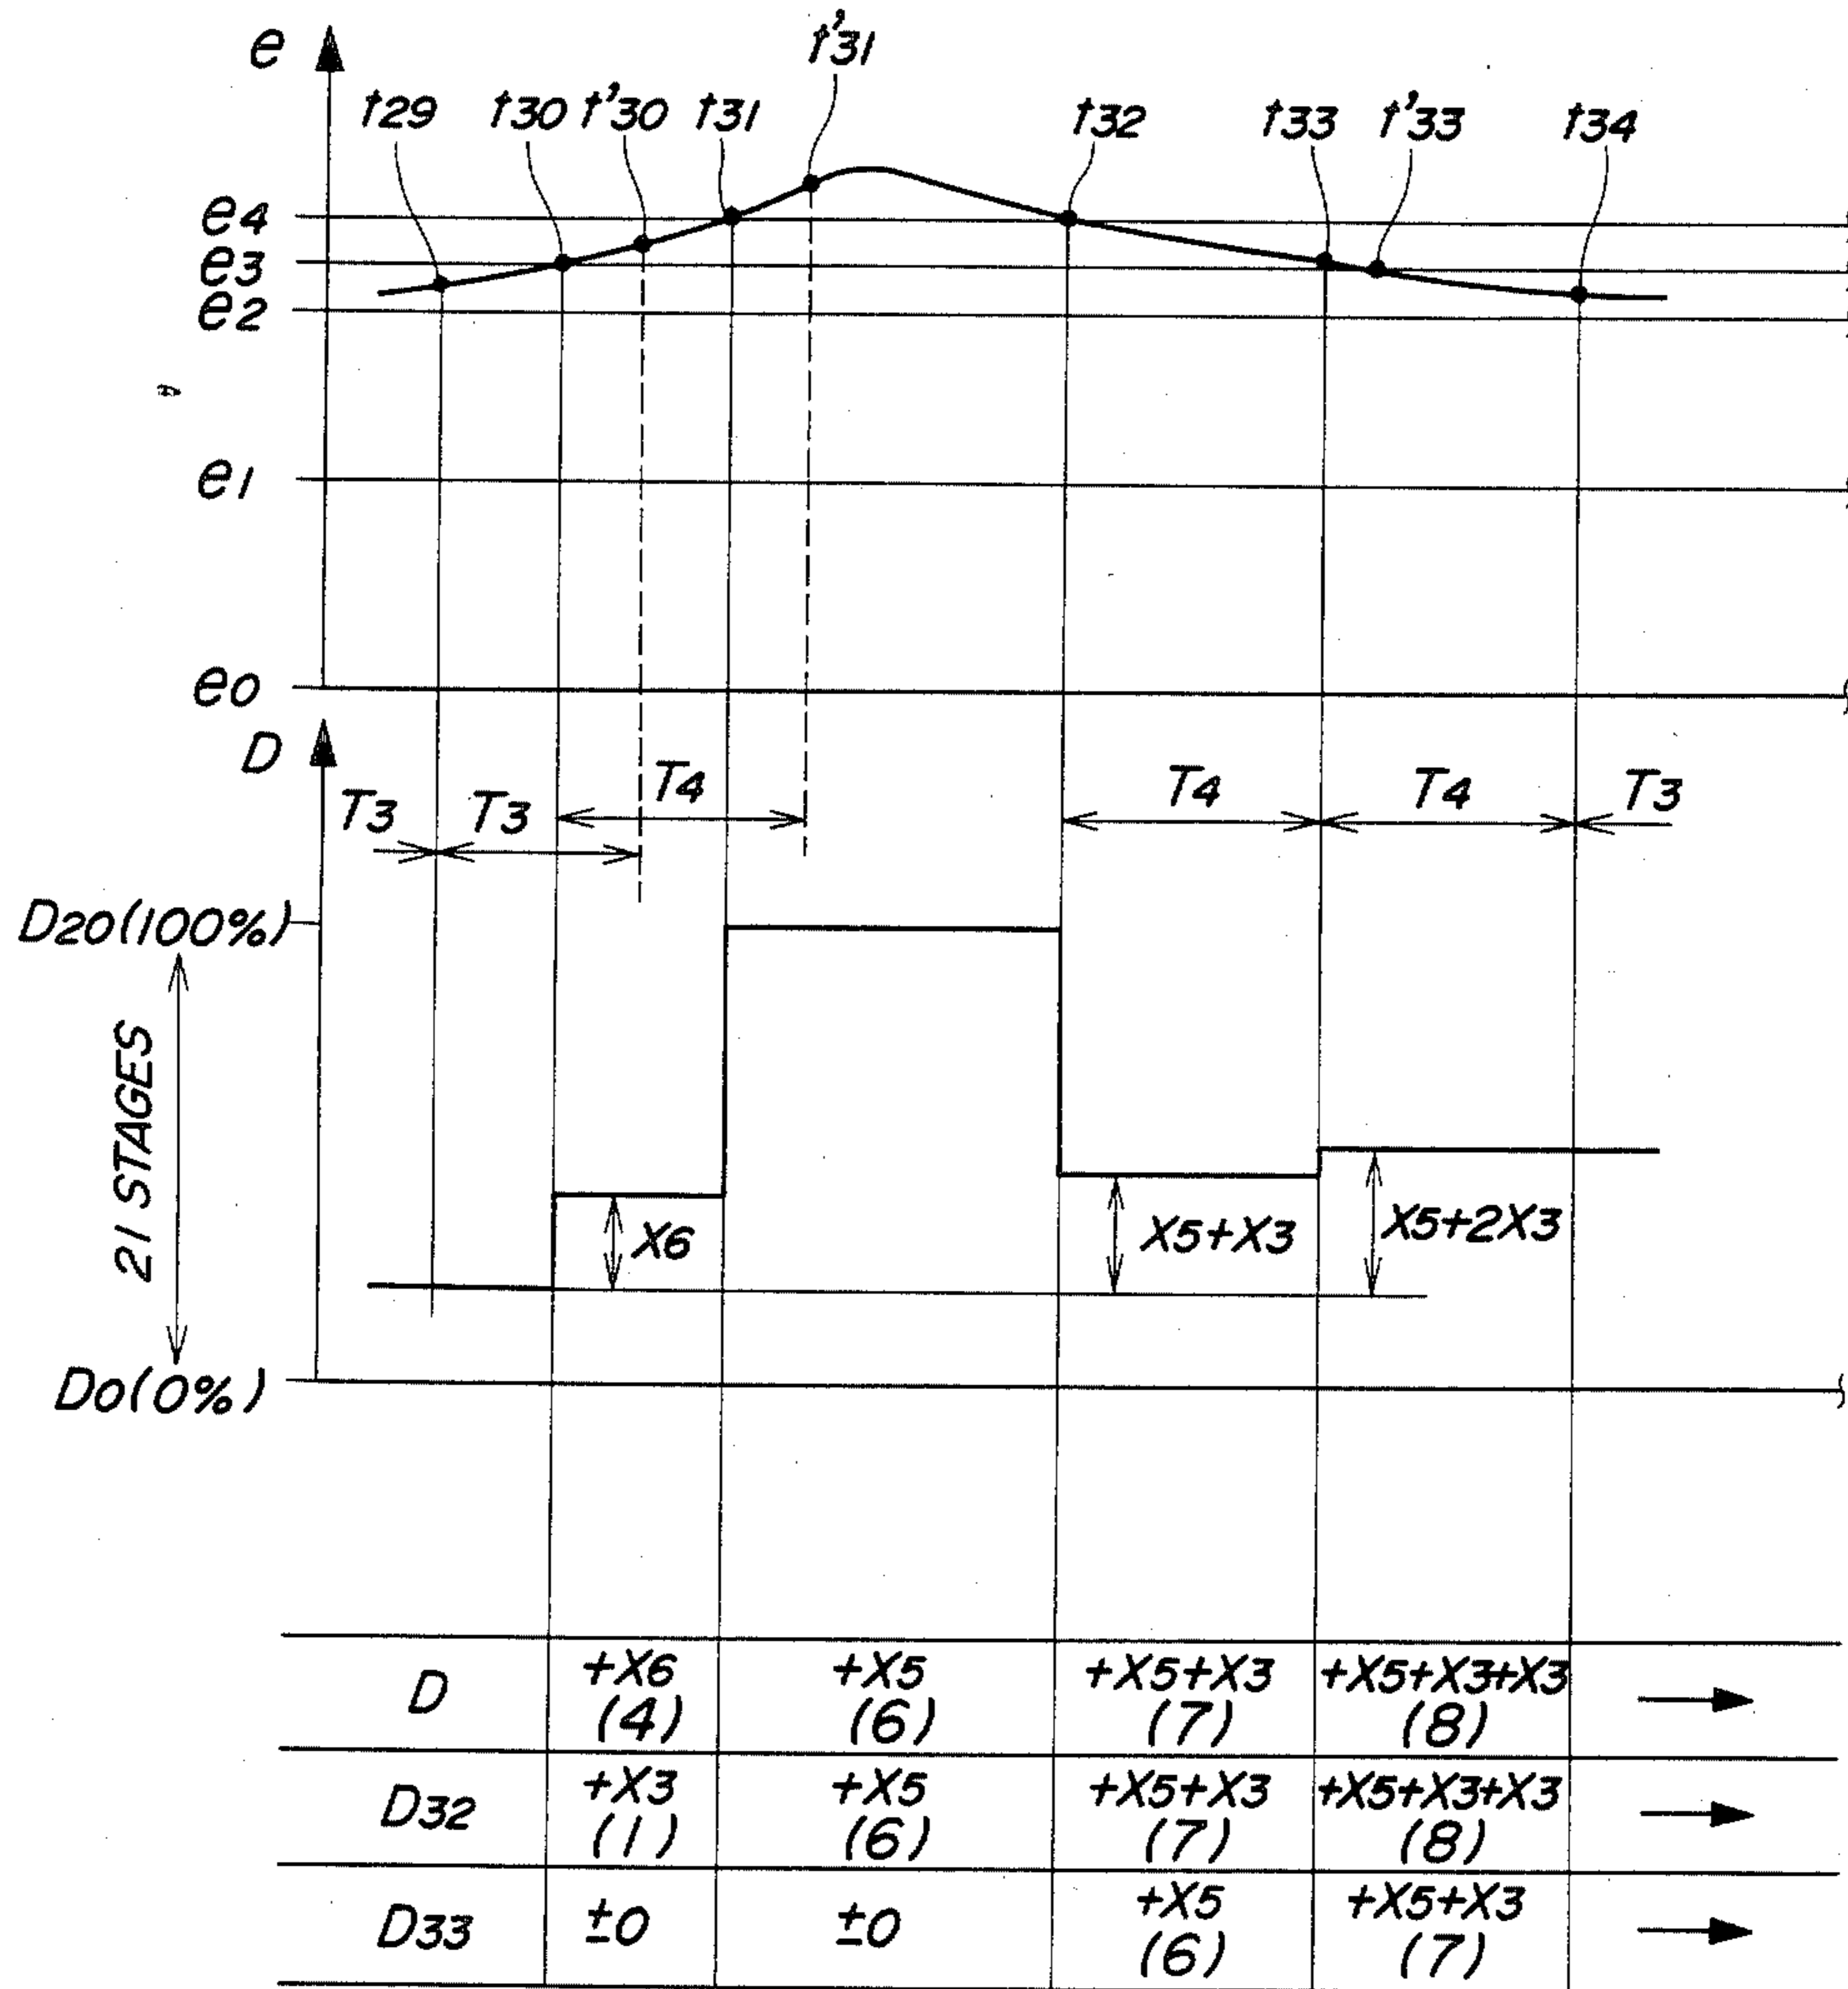 e
t29
t30
t'30
t31
t'31
t32
t33
t'33
t34
e4
e3
e2
e1
e0
D
T3
T3
T4
T4
T4
T3
D20(100%)
21 STAGES
D0(0%)
X6
X5+X3
X5+2X3
D
+X6
(4)
+X5
(6)
+X5+X3
(7)
+X5+X3+X3
(8)
D32
+X3
(1)
+X5
(6)
+X5+X3
(7)
+X5+X3+X3
(8)
D33
±0
±0
+X5
(6)
+X5+X3
(7)